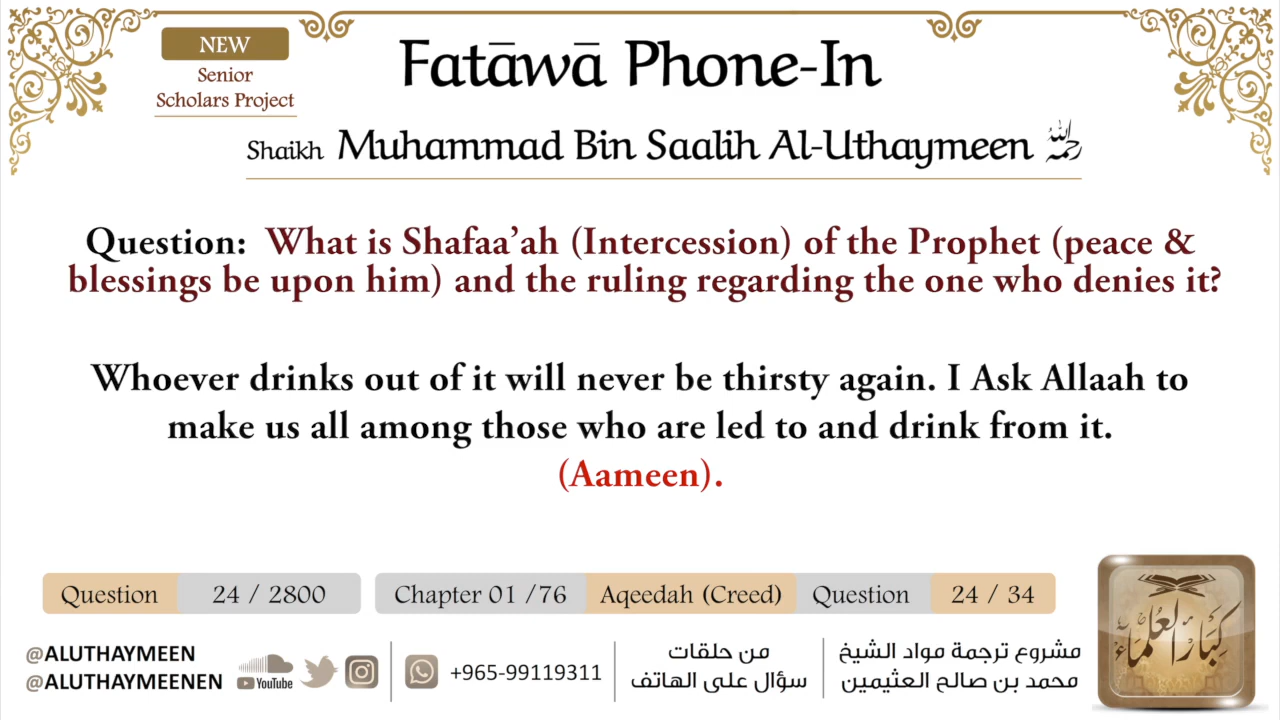 NEW
Senior
Scholars Project
Fatāwā Phone-In
Shaikh Muhammad Bin Saalih Al-Uthaymeen رحمه الله
Question: What is Shafaa’ah (Intercession) of the Prophet (peace &
blessings be upon him) and the ruling regarding the one who denies it?
Whoever drinks out of it will never be thirsty again. I Ask Allaah to
make us all among those who are led to and drink from it.
(Aameen).
Question 24 / 2800 Chapter 01 /76 Aqeedah (Creed) Question 24 / 34
@ALUTHAYMEEN
@ALUTHAYMEENEN
YouTube
+965-99119311
من حلقات
سؤال على الهاتف
مشروع ترجمة مواد الشيخ
محمد بن صالح العثيمين
كبار العلماء